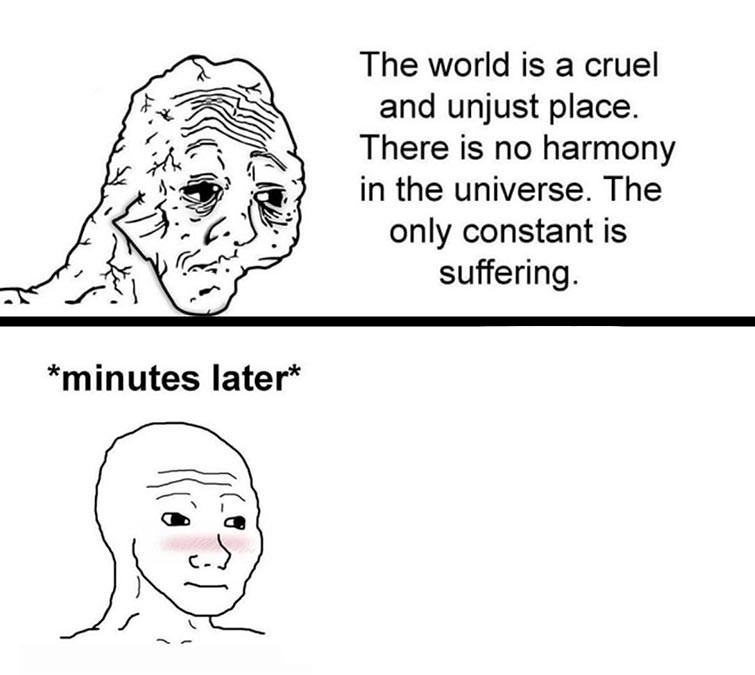 The world is a cruel
and unjust place.
There is no harmony
in the universe. The
only constant is
suffering.
*minutes later*